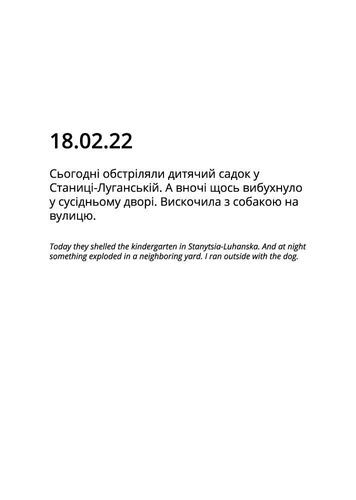 18.02.22
Сьогодні обстріляли дитячий садок у
Станиці-Луганській. А вночі щось вибухнуло
у сусідньому дворі. Вискочила з собакою на
вулицю.
Today they shelled the kindergarten in Stanytsia-Luhanska. And at night
something exploded in a neighboring yard. I ran outside with the dog.